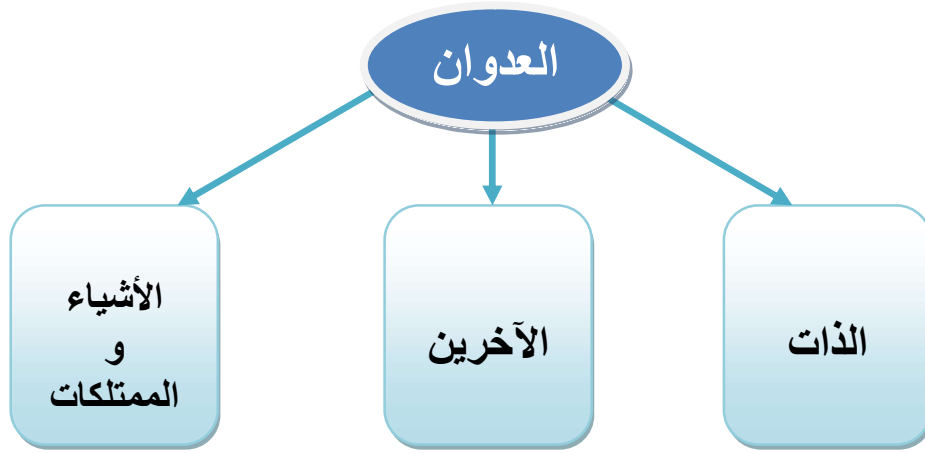 العدوان
الذات
الآخرين
الأشياء
و
الممتلكات